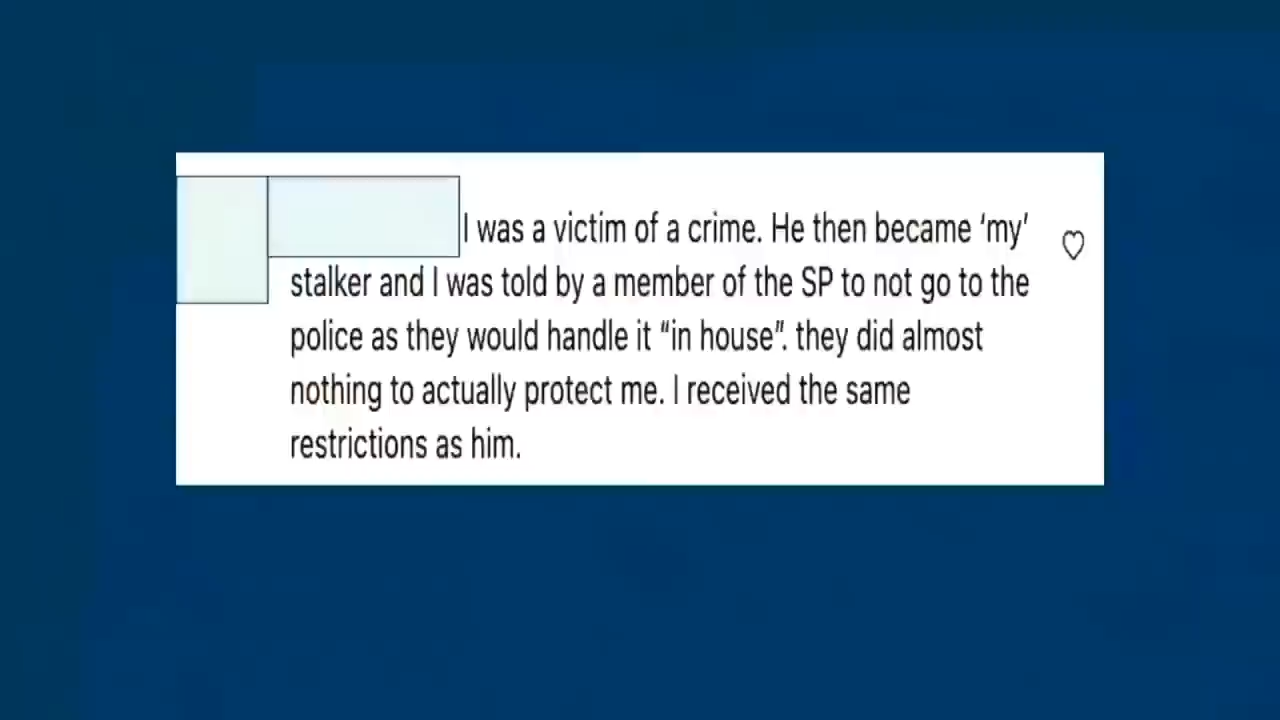 I was a victim of a crime. He then became ‘my’
stalker and I was told by a member of the SP to not go to the
police as they would handle it “in house”. they did almost
nothing to actually protect me. I received the same
restrictions as him.